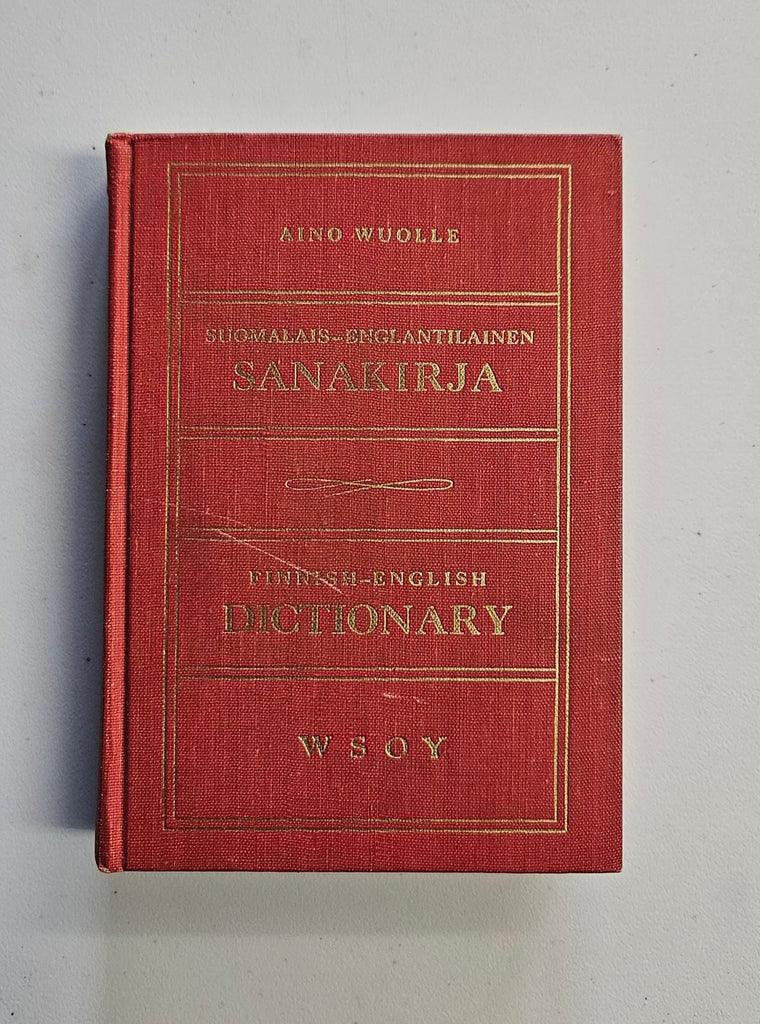 AINO WUOLLE
SUOMALAIS–ENGLANTILAINEN
SANAKIRJA
FINNISH–ENGLISH
DICTIONARY
WSOY